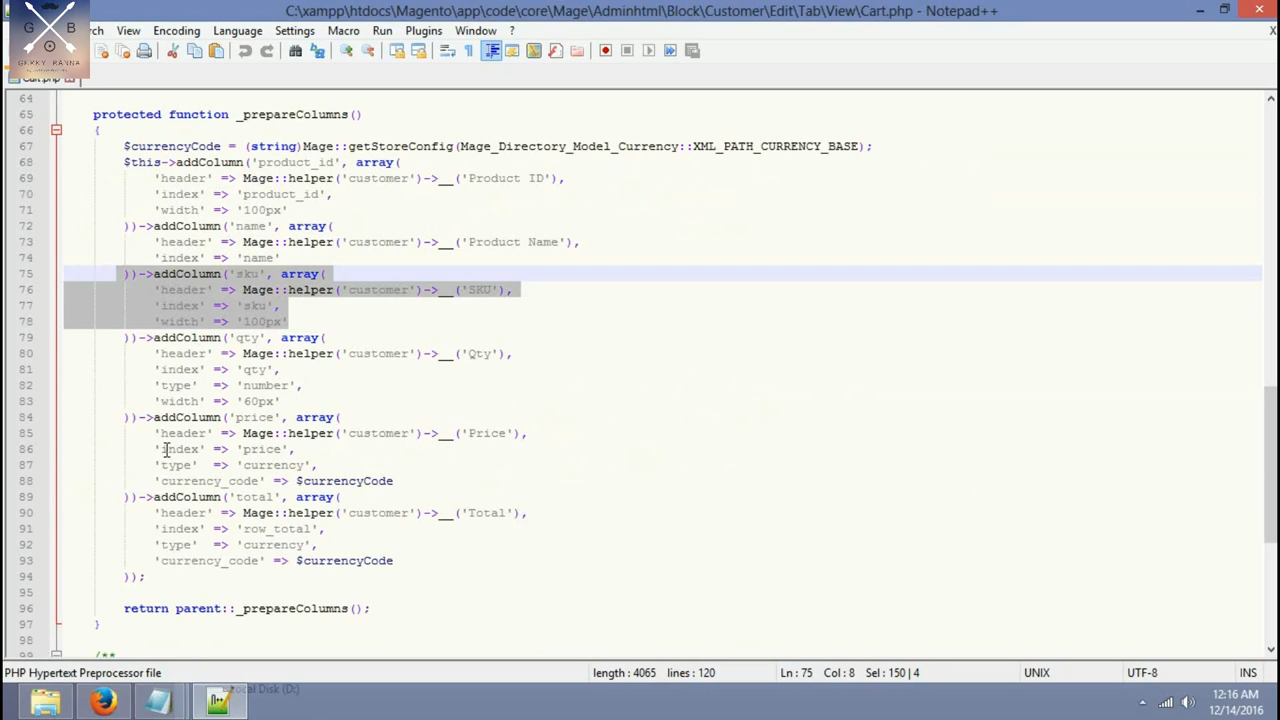 C:\xampp\htdocs\Magento\app\code\core\Mage\Adminhtml\Block\Customer\Edit\Tab\View\Cart.php - Notepad++
View Encoding Language Settings Macro Run Plugins Window ? X
G B
Cart.php
64
65 protected function _prepareColumns()
66 {
67 $currencyCode = (string)Mage::getStoreConfig(Mage_Directory_Model_Currency::XML_PATH_CURRENCY_BASE);
68 $this->addColumn('product_id', array(
69 'header' => Mage::helper('customer')->__('Product ID'),
70 'index' => 'product_id',
71 'width' => '100px'
72 ))->addColumn('name', array(
73 'header' => Mage::helper('customer')->__('Product Name'),
74 'index' => 'name'
75 ))->addColumn('sku', array(
76 'header' => Mage::helper('customer')->__('SKU'),
77 'index' => 'sku',
78 'width' => '100px'
79 ))->addColumn('qty', array(
80 'header' => Mage::helper('customer')->__('Qty'),
81 'index' => 'qty',
82 'type' => 'number',
83 'width' => '60px'
84 ))->addColumn('price', array(
85 'header' => Mage::helper('customer')->__('Price'),
86 'index' => 'price',
87 'type' => 'currency',
88 'currency_code' => $currencyCode
89 ))->addColumn('total', array(
90 'header' => Mage::helper('customer')->__('Total'),
91 'index' => 'row_total',
92 'type' => 'currency',
93 'currency_code' => $currencyCode
94 ));
95
96 return parent::_prepareColumns();
97 }
98
99 /**
PHP Hypertext Preprocessor file length : 4065 lines : 120 Ln : 75 Col : 8 Sel : 150 | 4 UNIX UTF-8 INS
Local Disk (D:)
12:16 AM
12/14/2016